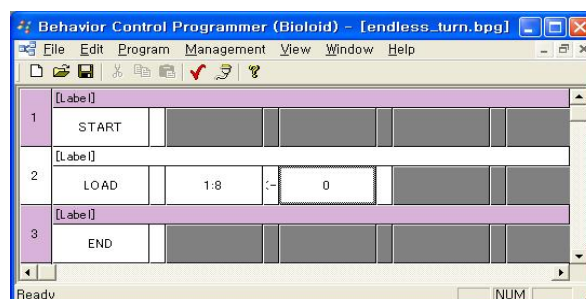 Behavior Control Programmer (Bioloid) - [endless_turn.bpg]
File Edit Program Management View Window Help
[Label]
1 START
[Label]
2 LOAD 1:8 <- 0
[Label]
3 END
Ready NUM